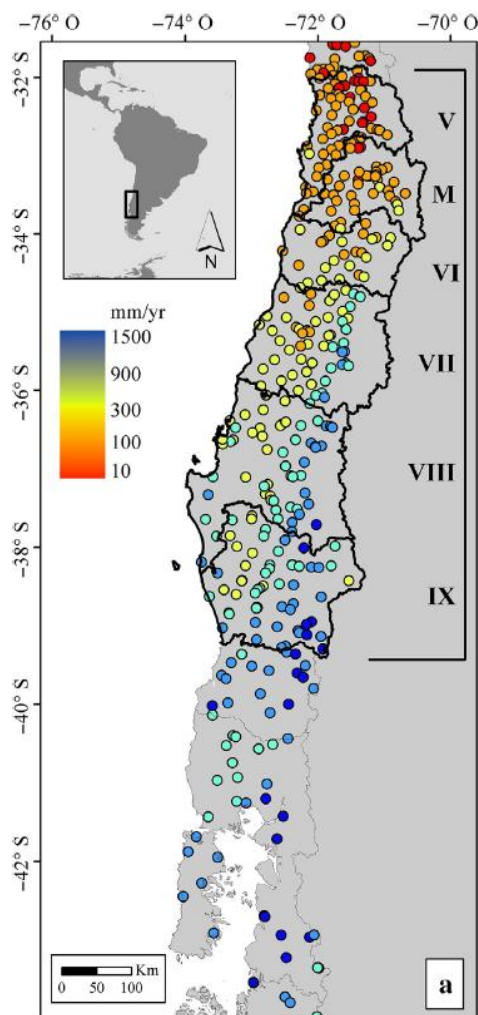 −76° O
−74° O
−72° O
−70° O
−32° S
−34° S
−36° S
−38° S
−40° S
−42° S
N
mm/yr
1500
900
300
100
10
V
M
VI
VII
VIII
IX
Km
0 50 100
a